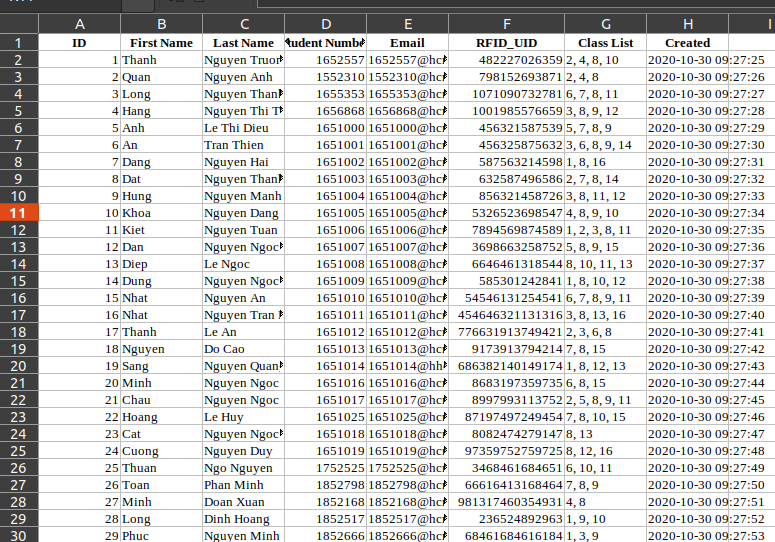 A B C D E F G H I
1 ID First Name Last Name tudent Numbe Email RFID_UID Class List Created
2 1 Thanh Nguyen Truor 1652557 1652557@hc 482227026359 2, 4, 8, 10 2020-10-30 09:27:25
3 2 Quan Nguyen Anh 1552310 1552310@hc 798152693871 2, 4, 8 2020-10-30 09:27:26
4 3 Long Nguyen Than 1655353 1655353@hc 1071090732781 6, 7, 8, 11 2020-10-30 09:27:27
5 4 Hang Nguyen Thi T 1656868 1656868@hc 1001985576659 3, 8, 9, 12 2020-10-30 09:27:28
6 5 Anh Le Thi Dieu 1651000 1651000@hc 456321587539 5, 7, 8, 9 2020-10-30 09:27:29
7 6 An Tran Thien 1651001 1651001@hc 456325875632 3, 6, 8, 9, 14 2020-10-30 09:27:30
8 7 Dang Nguyen Hai 1651002 1651002@hc 587563214598 1, 8, 16 2020-10-30 09:27:31
9 8 Dat Nguyen Than 1651003 1651003@hc 632587496586 2, 7, 8, 14 2020-10-30 09:27:32
10 9 Hung Nguyen Manh 1651004 1651004@hc 856321458726 3, 8, 11, 12 2020-10-30 09:27:33
11 10 Khoa Nguyen Dang 1651005 1651005@hc 5326523698547 4, 8, 9, 10 2020-10-30 09:27:34
12 11 Kiet Nguyen Tuan 1651006 1651006@hc 7894569874589 1, 2, 3, 8, 11 2020-10-30 09:27:35
13 12 Dan Nguyen Ngoc 1651007 1651007@hc 3698663258752 5, 8, 9, 15 2020-10-30 09:27:36
14 13 Diep Le Ngoc 1651008 1651008@hc 6646461318544 8, 10, 11, 13 2020-10-30 09:27:37
15 14 Dung Nguyen Ngoc 1651009 1651009@hc 585301242841 1, 8, 10, 12 2020-10-30 09:27:38
16 15 Nhat Nguyen An 1651010 1651010@hc 54546131254541 6, 7, 8, 9, 11 2020-10-30 09:27:39
17 16 Nhat Nguyen Tran 1651011 1651011@hc 454646321131316 3, 8, 13, 16 2020-10-30 09:27:40
18 17 Thanh Le An 1651012 1651012@hc 776631913749421 2, 3, 6, 8 2020-10-30 09:27:41
19 18 Nguyen Do Cao 1651013 1651013@hc 9173913794214 7, 8, 15 2020-10-30 09:27:42
20 19 Sang Nguyen Quan 1651014 1651014@hh 686382140149174 1, 8, 12, 13 2020-10-30 09:27:43
21 20 Minh Nguyen Ngoc 1651016 1651016@hc 8683197359735 6, 8, 15 2020-10-30 09:27:44
22 21 Chau Nguyen Ngoc 1651017 1651017@hc 8997993113752 2, 5, 8, 9, 11 2020-10-30 09:27:45
23 22 Hoang Le Huy 1651025 1651025@hc 87197497249454 7, 8, 10, 15 2020-10-30 09:27:46
24 23 Cat Nguyen Ngoc 1651018 1651018@hc 8082474279147 8, 13 2020-10-30 09:27:47
25 24 Cuong Nguyen Duy 1651019 1651019@hc 97359752759725 8, 12, 16 2020-10-30 09:27:48
26 25 Thuan Ngo Nguyen 1752525 1752525@hc 3468461684651 6, 10, 11 2020-10-30 09:27:49
27 26 Toan Phan Minh 1852798 1852798@hc 66616413168464 7, 8, 9 2020-10-30 09:27:50
28 27 Minh Doan Xuan 1852168 1852168@hc 981317460354931 4, 8 2020-10-30 09:27:51
29 28 Long Dinh Hoang 1852517 1852517@hc 236524892963 1, 9, 10 2020-10-30 09:27:52
30 29 Phuc Nguyen Minh 1852666 1852666@hc 68461684616184 1, 3, 9 2020-10-30 09:27:53